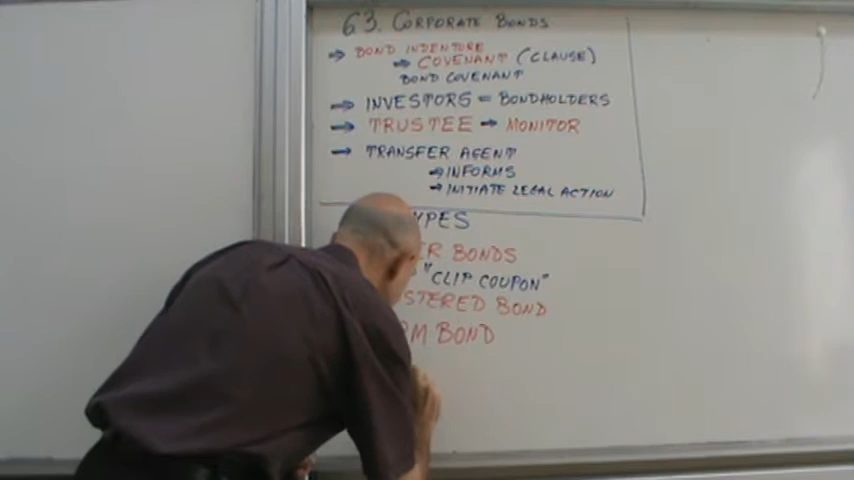 63. CORPORATE BONDS
→ BOND INDENTURE
→ COVENANT (CLAUSE)
BOND COVENANT
→ INVESTORS = BONDHOLDERS
→ TRUSTEE → MONITOR
→ TRANSFER AGENT
→ INFORMS
→ INITIATE LEGAL ACTION
YPES
ER BONDS
"CLIP COUPON"
STERED BOND
RM BOND